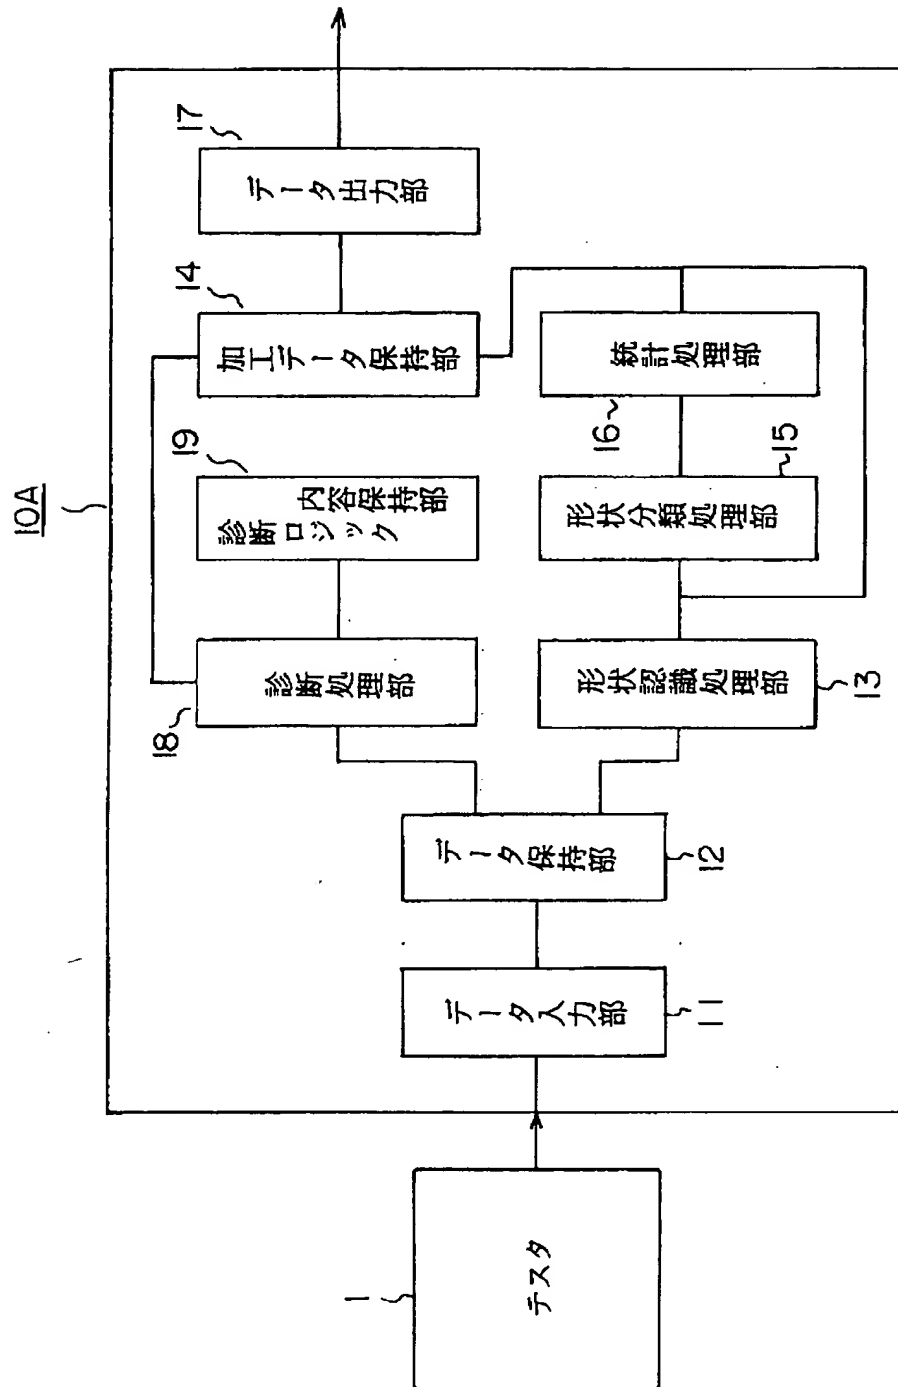 10A
1
テスタ
11
データ入力部
12
データ保持部
18
診断処理部
19
診断ロジック
内容保持部
14
加工データ保持部
17
データ出力部
13
形状認識処理部
15
形状分類処理部
16
統計処理部